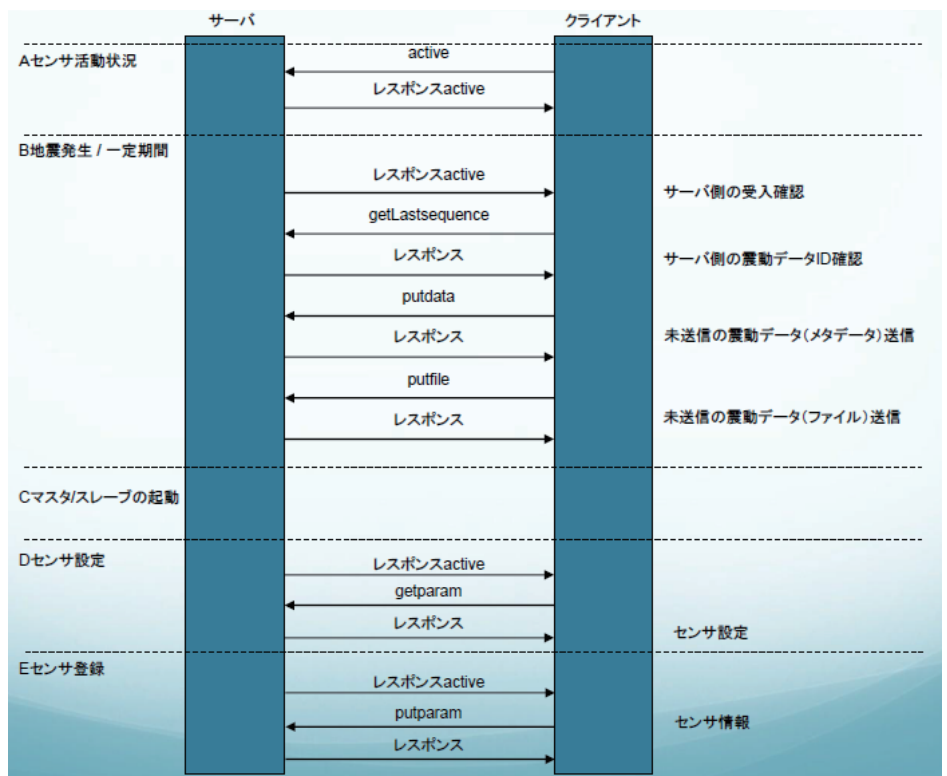 サーバ
クライアント
Aセンサ活動状況
active
レスポンスactive
B地震発生 / 一定期間
レスポンスactive
サーバ側の受入確認
getLastsequence
レスポンス
サーバ側の震動データID確認
putdata
レスポンス
未送信の震動データ(メタデータ)送信
putfile
レスポンス
未送信の震動データ(ファイル)送信
Cマスタ/スレーブの起動
Dセンサ設定
レスポンスactive
getparam
レスポンス
センサ設定
Eセンサ登録
レスポンスactive
putparam
センサ情報
レスポンス